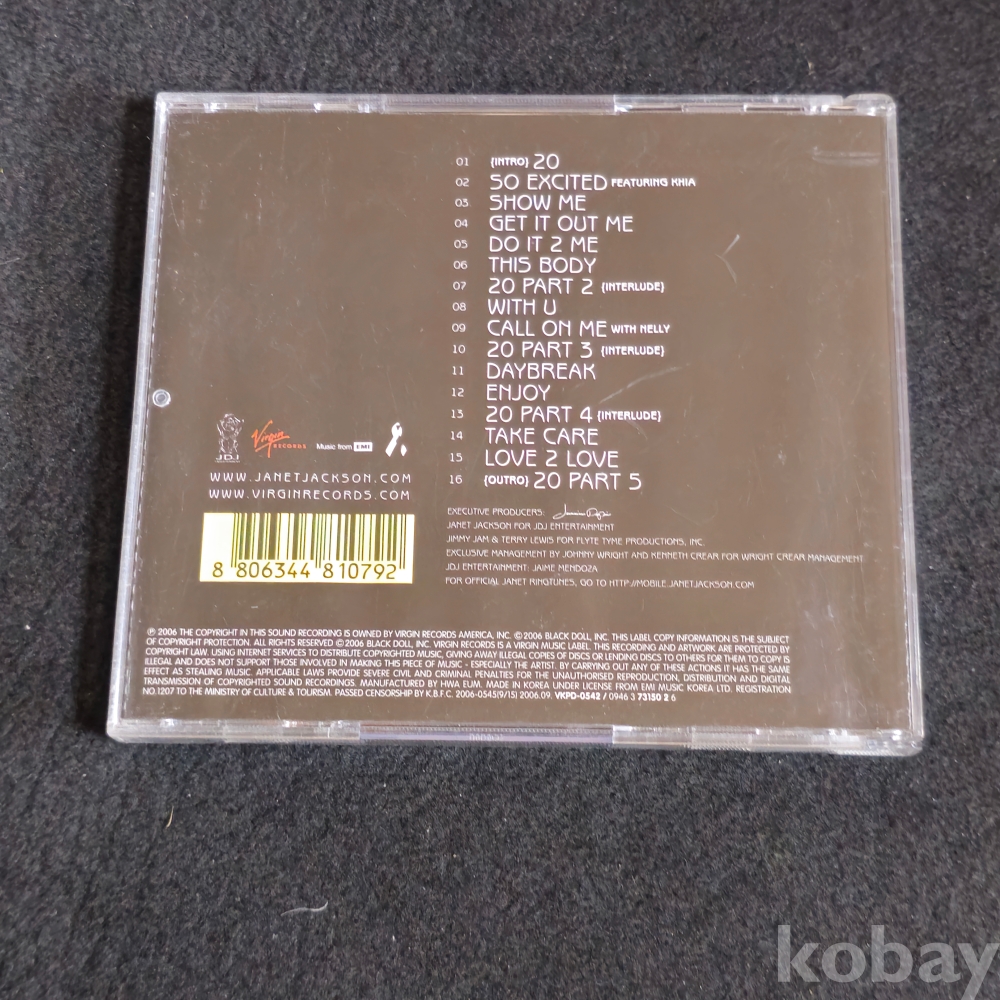 01 {INTRO} 20
02 SO EXCITED FEATURING KHIA
03 SHOW ME
04 GET IT OUT ME
05 DO IT 2 ME
06 THIS BODY
07 20 PART 2 {INTERLUDE}
08 WITH U
09 CALL ON ME WITH NELLY
10 20 PART 3 {INTERLUDE}
11 DAYBREAK
12 ENJOY
13 20 PART 4 {INTERLUDE}
14 TAKE CARE
15 LOVE 2 LOVE
16 {OUTRO} 20 PART 5
JDJ
Virgin RECORDS
Music from EMI
WWW.JANETJACKSON.COM
WWW.VIRGINRECORDS.COM
8 806344 810792
EXECUTIVE PRODUCERS:
JANET JACKSON FOR JDJ ENTERTAINMENT
JIMMY JAM & TERRY LEWIS FOR FLYTE TYME PRODUCTIONS, INC.
EXCLUSIVE MANAGEMENT BY JOHNNY WRIGHT AND KENNETH CREAR FOR WRIGHT CREAR MANAGEMENT
JDJ ENTERTAINMENT: JAIME MENDOZA
FOR OFFICIAL JANET RINGTUNES, GO TO HTTP://MOBILE.JANETJACKSON.COM
℗ 2006 THE COPYRIGHT IN THIS SOUND RECORDING IS OWNED BY VIRGIN RECORDS AMERICA, INC. ©2006 BLACK DOLL, INC. THIS LABEL COPY INFORMATION IS THE SUBJECT
OF COPYRIGHT PROTECTION. ALL RIGHTS RESERVED ©2006 BLACK DOLL, INC. VIRGIN RECORDS IS A VIRGIN MUSIC LABEL. THIS RECORDING AND ARTWORK ARE PROTECTED BY
COPYRIGHT LAW. USING INTERNET SERVICES TO DISTRIBUTE COPYRIGHTED MUSIC, GIVING AWAY ILLEGAL COPIES OF DISCS OR LENDING DISCS TO OTHERS FOR THEM TO COPY IS
ILLEGAL AND DOES NOT SUPPORT THOSE INVOLVED IN MAKING THIS PIECE OF MUSIC - ESPECIALLY THE ARTIST. BY CARRYING OUT ANY OF THESE ACTIONS IT HAS THE SAME
EFFECT AS STEALING MUSIC. APPLICABLE LAWS PROVIDE SEVERE CIVIL AND CRIMINAL PENALTIES FOR THE UNAUTHORISED REPRODUCTION, DISTRIBUTION AND DIGITAL
TRANSMISSION OF COPYRIGHTED SOUND RECORDINGS. MANUFACTURED BY HWA EUM. MADE IN KOREA UNDER LICENSE FROM EMI MUSIC KOREA LTD. REGISTRATION
NO.1207 TO THE MINISTRY OF CULTURE & TOURISM. PASSED CENSORSHIP BY K.B.F.C. 2006-0545(9/15) 2006.09. VKPD-0542 / 0946 3 73150 2 6
kobay